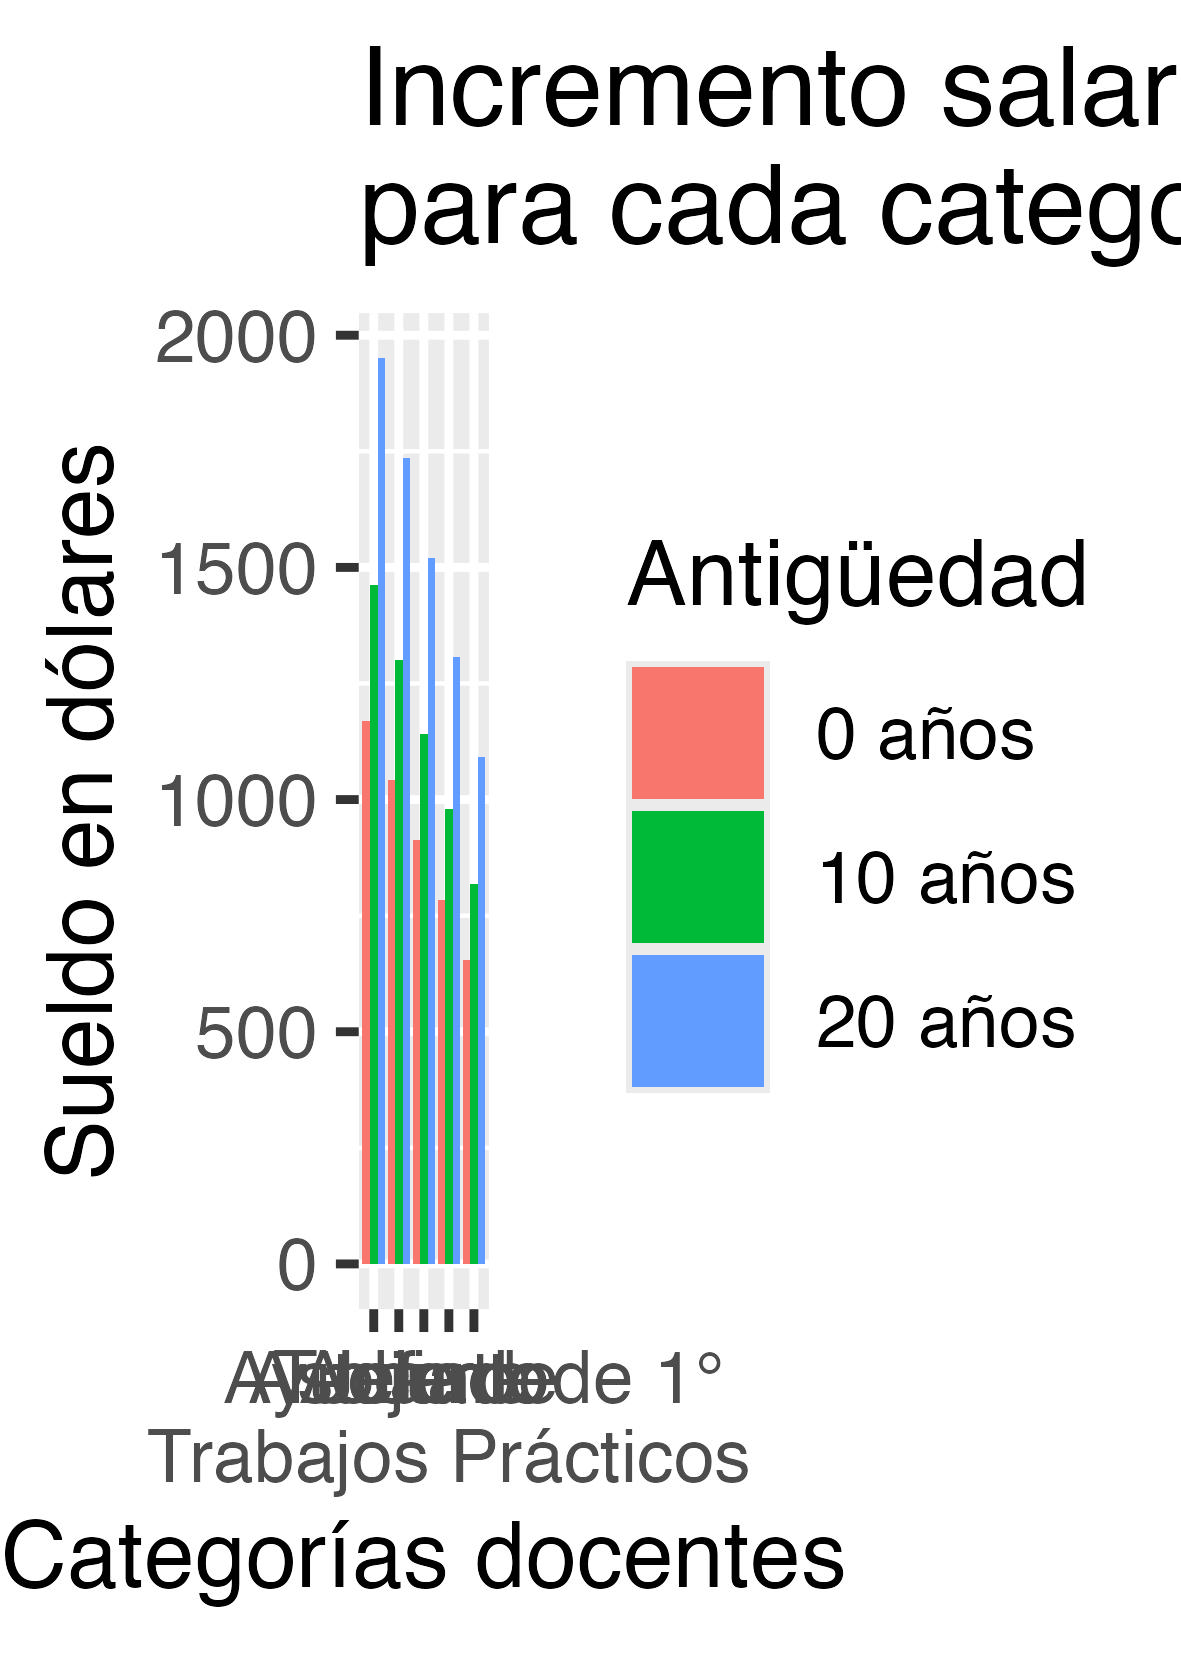 Incremento salar
para cada catego
2000
1500
1000
500
0
Sueldo en dólares
Antigüedad
0 años
10 años
20 años
de 1°
Trabajos Prácticos
Categorías docentes